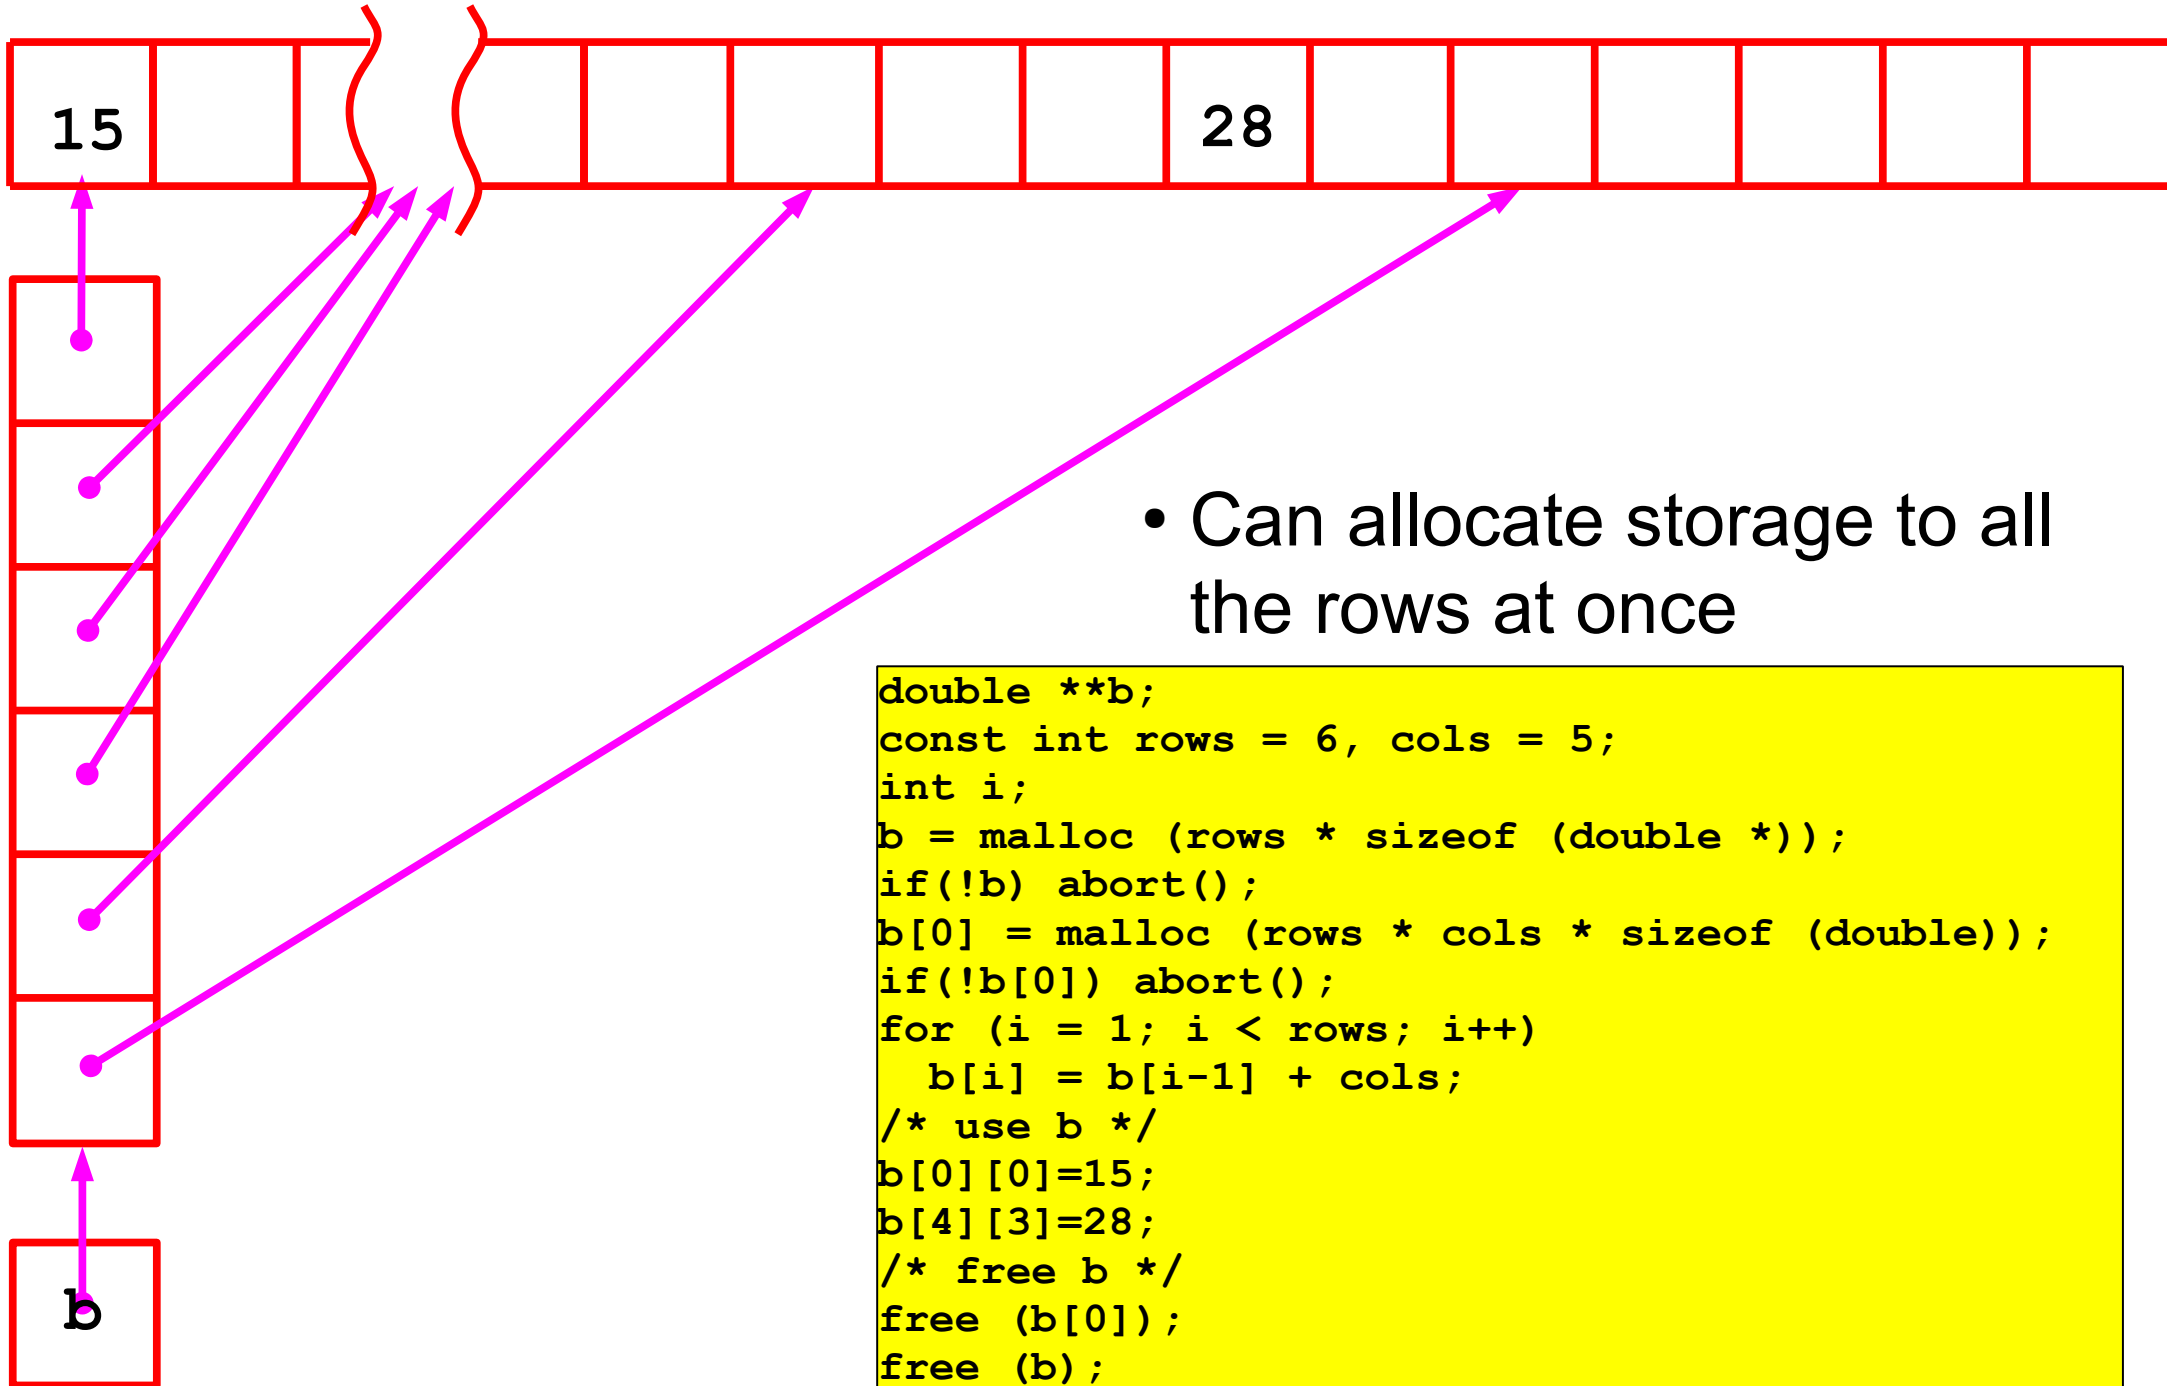 15 28
• Can allocate storage to all
the rows at once
double **b;
const int rows = 6, cols = 5;
int i;
b = malloc (rows * sizeof (double *));
if(!b) abort();
b[0] = malloc (rows * cols * sizeof (double));
if(!b[0]) abort();
for (i = 1; i < rows; i++)
  b[i] = b[i-1] + cols;
/* use b */
b[0][0]=15;
b[4][3]=28;
/* free b */
free (b[0]);
free (b);
b